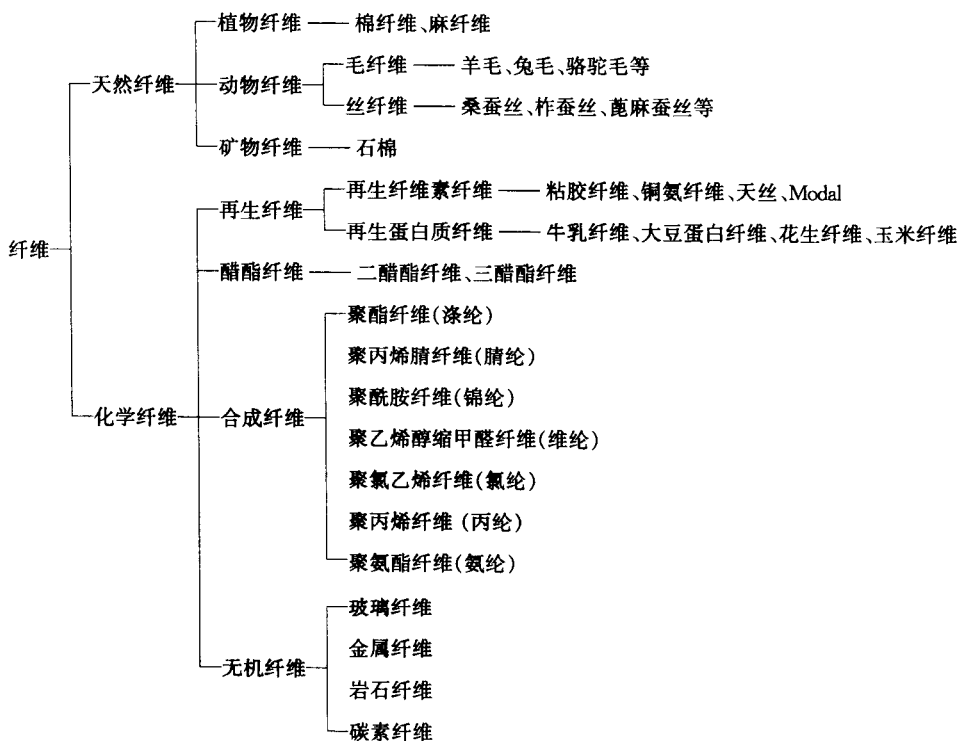 植物纤维 棉纤维、麻纤维
毛纤维 羊毛、兔毛、骆驼毛等
天然纤维 动物纤维
丝纤维 桑蚕丝、柞蚕丝、蓖麻蚕丝等
矿物纤维 石棉
再生纤维素纤维 粘胶纤维、铜氨纤维、天丝、Modal
再生纤维
再生蛋白质纤维 牛乳纤维、大豆蛋白纤维、花生纤维、玉米纤维
纤维
醋酯纤维 二醋酯纤维、三醋酯纤维
聚酯纤维(涤纶)
聚丙烯腈纤维(腈纶)
聚酰胺纤维(锦纶)
化学纤维 合成纤维
聚乙烯醇缩甲醛纤维(维纶)
聚氯乙烯纤维(氯纶)
聚丙烯纤维(丙纶)
聚氨酯纤维(氨纶)
玻璃纤维
金属纤维
无机纤维
岩石纤维
碳素纤维